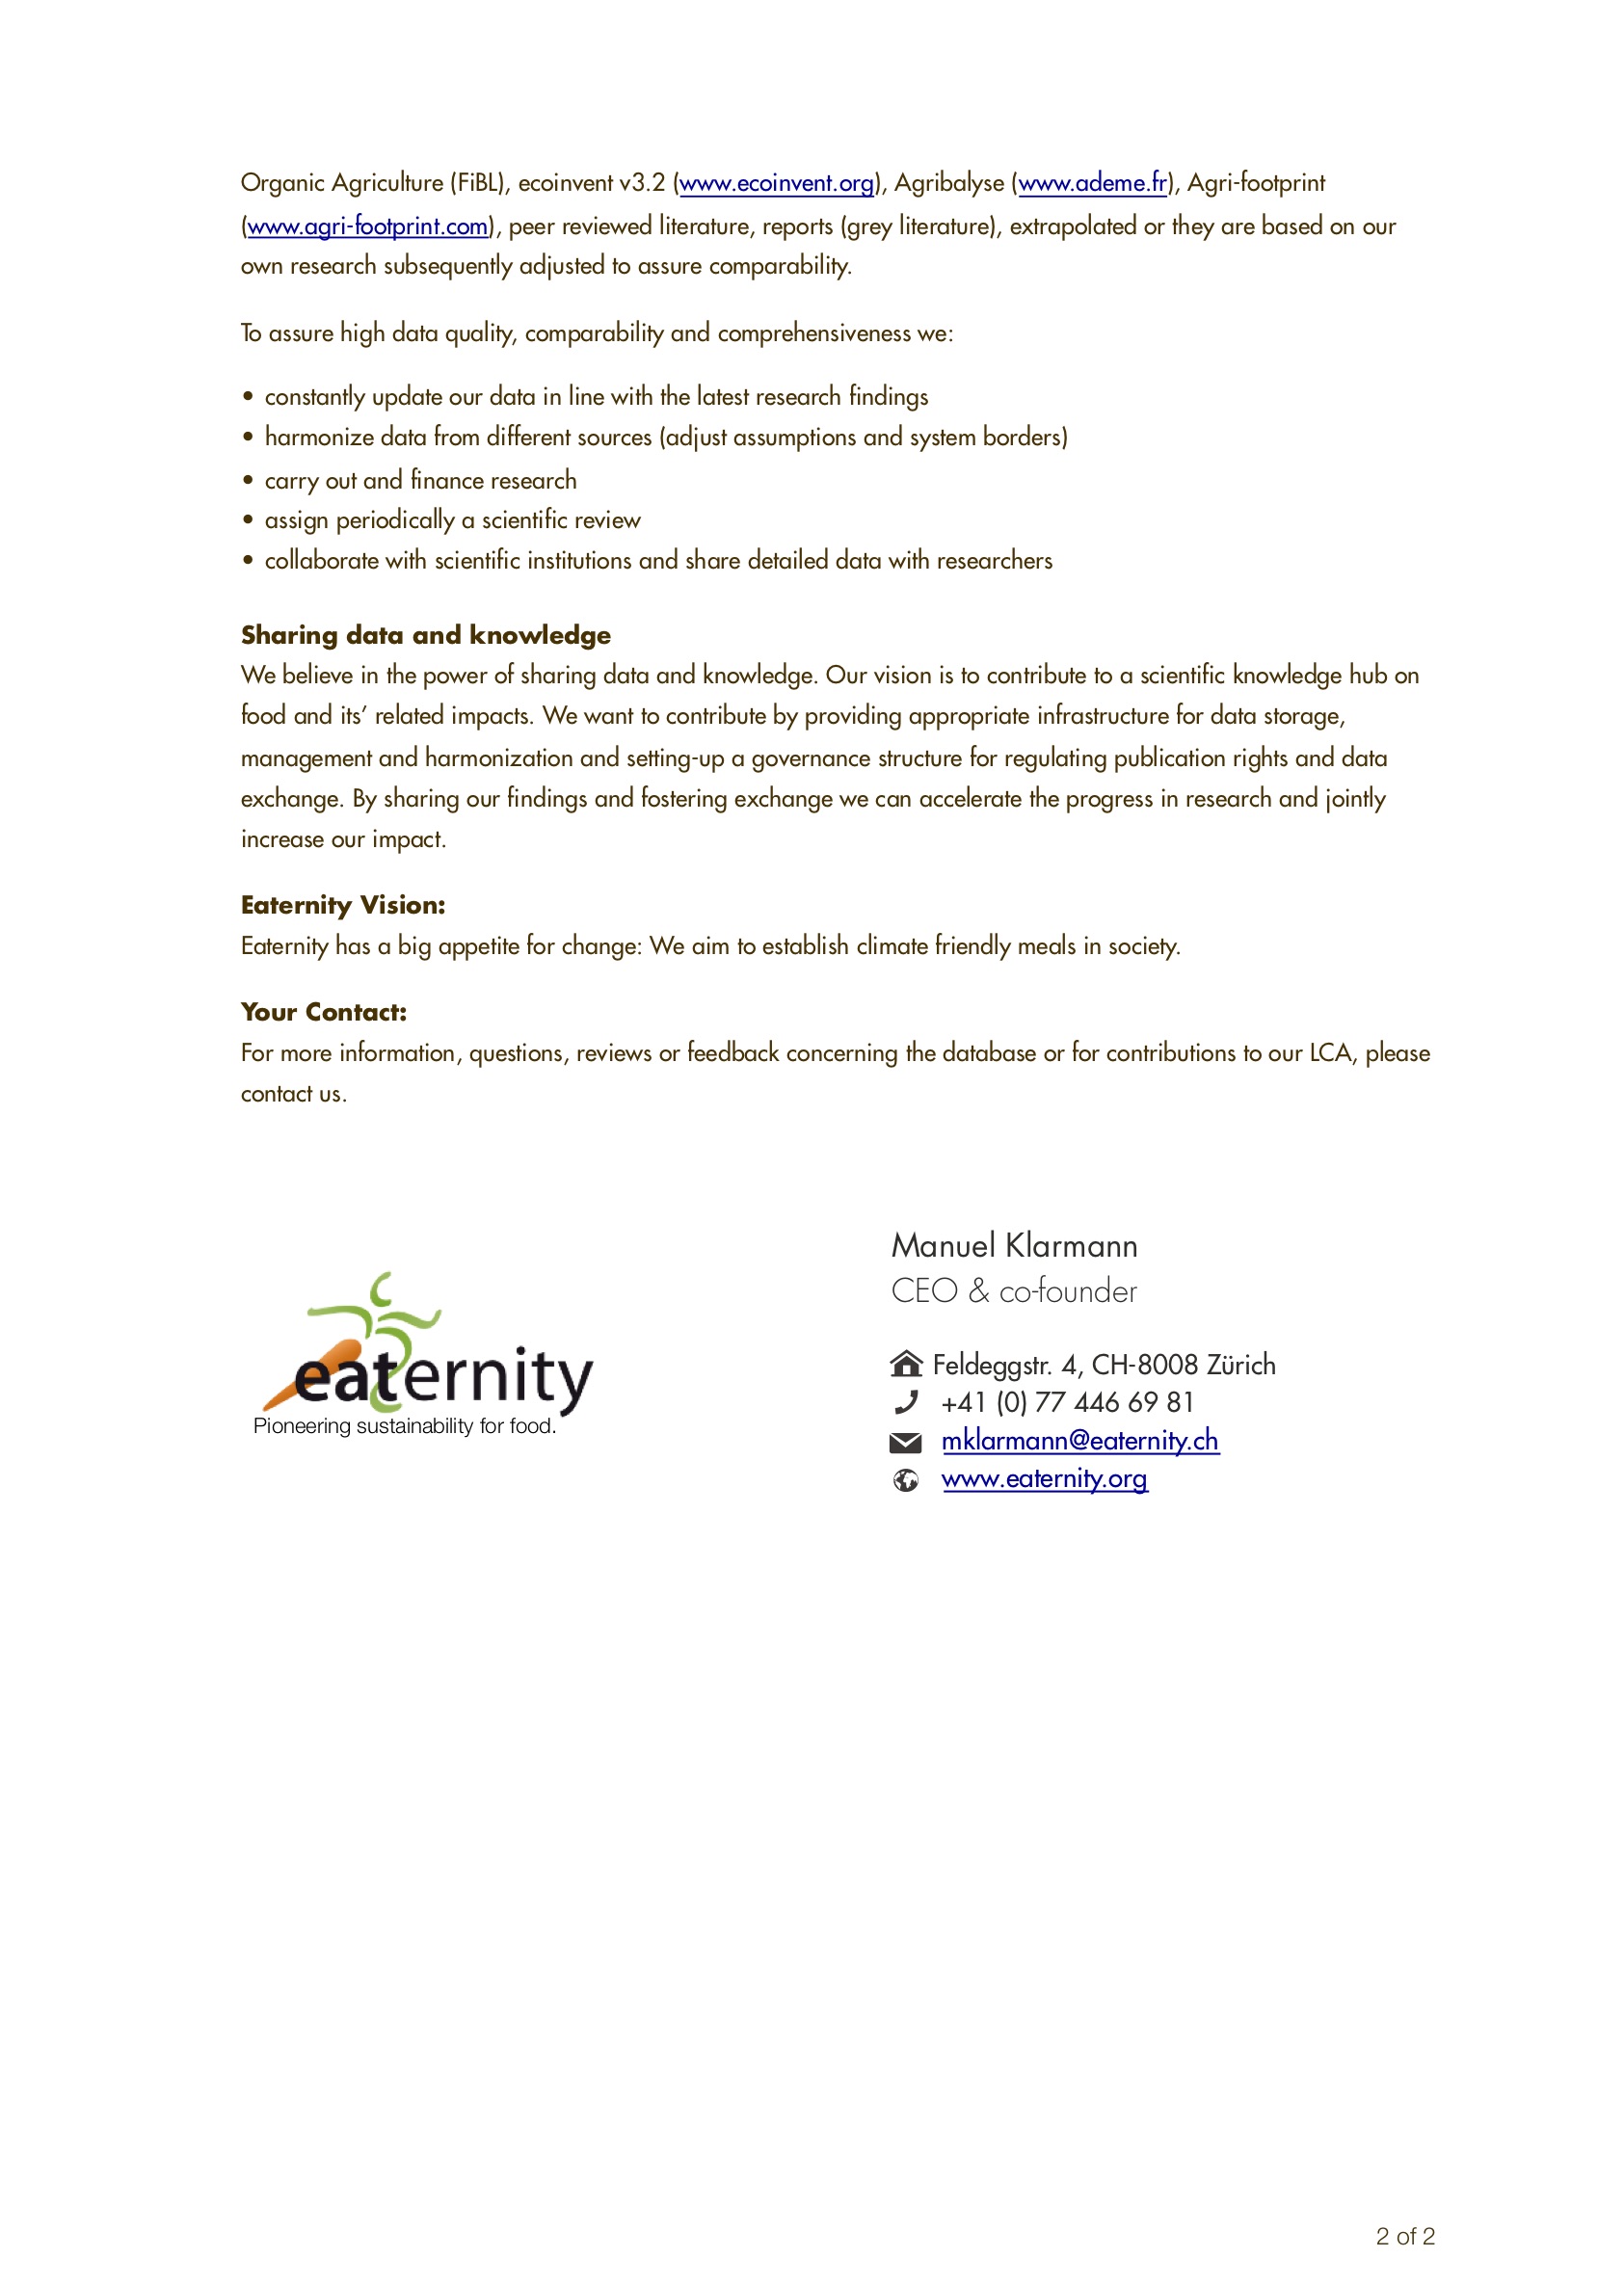 Organic Agriculture (FiBL), ecoinvent v3.2 (www.ecoinvent.org), Agribalyse (www.ademe.fr), Agri-footprint
(www.agri-footprint.com), peer reviewed literature, reports (grey literature), extrapolated or they are based on our
own research subsequently adjusted to assure comparability.
To assure high data quality, comparability and comprehensiveness we:
• constantly update our data in line with the latest research findings
• harmonize data from different sources (adjust assumptions and system borders)
• carry out and finance research
• assign periodically a scientific review
• collaborate with scientific institutions and share detailed data with researchers
Sharing data and knowledge
We believe in the power of sharing data and knowledge. Our vision is to contribute to a scientific knowledge hub on
food and its’ related impacts. We want to contribute by providing appropriate infrastructure for data storage,
management and harmonization and setting-up a governance structure for regulating publication rights and data
exchange. By sharing our findings and fostering exchange we can accelerate the progress in research and jointly
increase our impact.
Eaternity Vision:
Eaternity has a big appetite for change: We aim to establish climate friendly meals in society.
Your Contact:
For more information, questions, reviews or feedback concerning the database or for contributions to our LCA, please
contact us.
eaternity
Pioneering sustainability for food.
Manuel Klarmann
CEO & co-founder
Feldeggstr. 4, CH-8008 Zürich
+41 (0) 77 446 69 81
mklarmann@eaternity.ch
www.eaternity.org
2 of 2